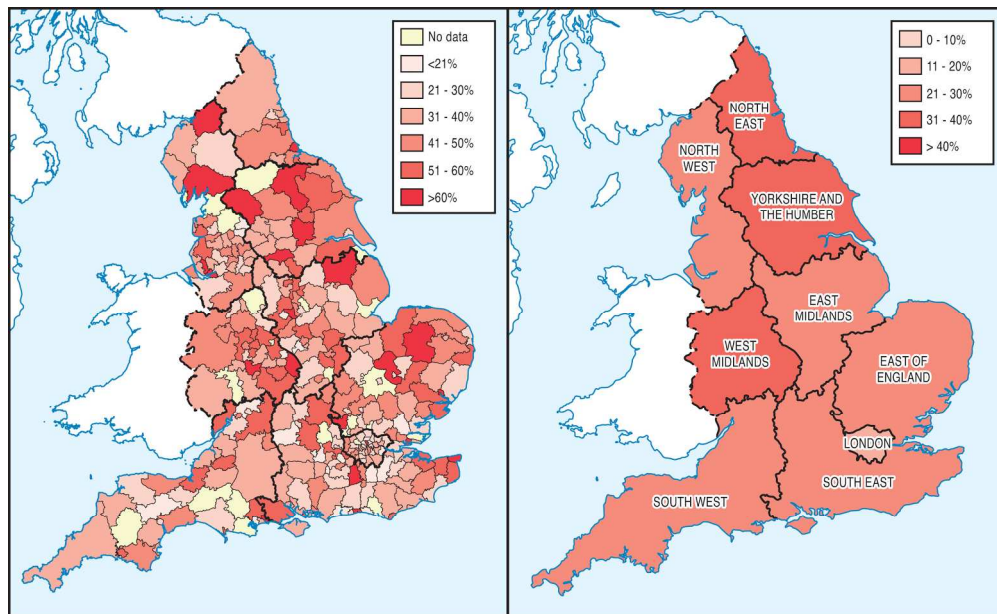 No data
<21%
21 - 30%
31 - 40%
41 - 50%
51 - 60%
>60%
0 - 10%
11 - 20%
21 - 30%
31 - 40%
> 40%
NORTH
EAST
NORTH
WEST
YORKSHIRE AND
THE HUMBER
EAST
MIDLANDS
WEST
MIDLANDS
EAST OF
ENGLAND
LONDON
SOUTH EAST
SOUTH WEST